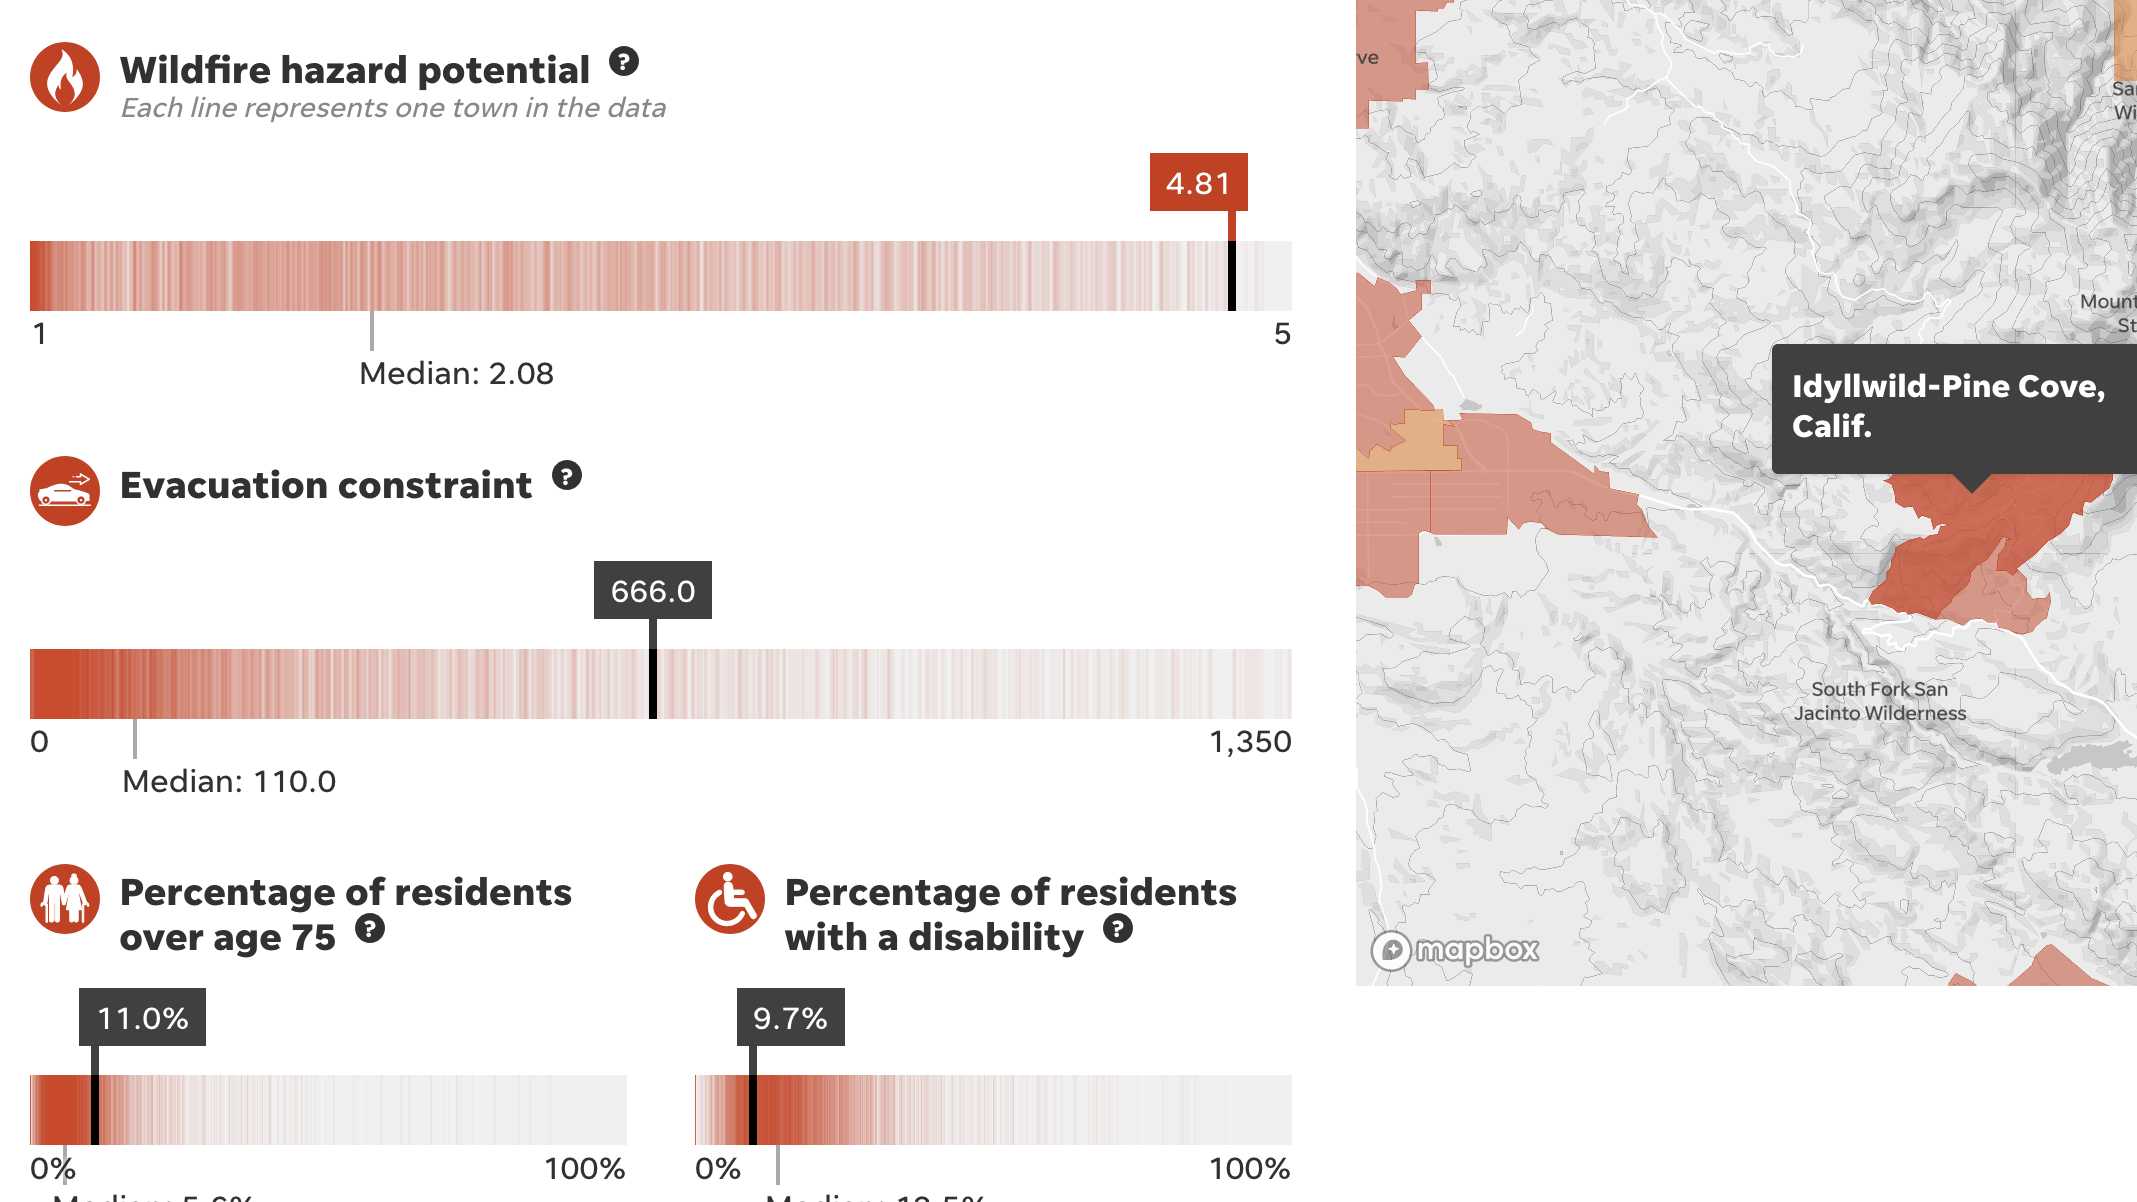 Wildfire hazard potential ?
Each line represents one town in the data
4.81
1
5
Median: 2.08
Evacuation constraint ?
666.0
0
1,350
Median: 110.0
Percentage of residents
over age 75 ?
11.0%
0%
100%
Percentage of residents
with a disability ?
9.7%
0%
100%
ve
Idyllwild-Pine Cove,
Calif.
South Fork San
Jacinto Wilderness
mapbox